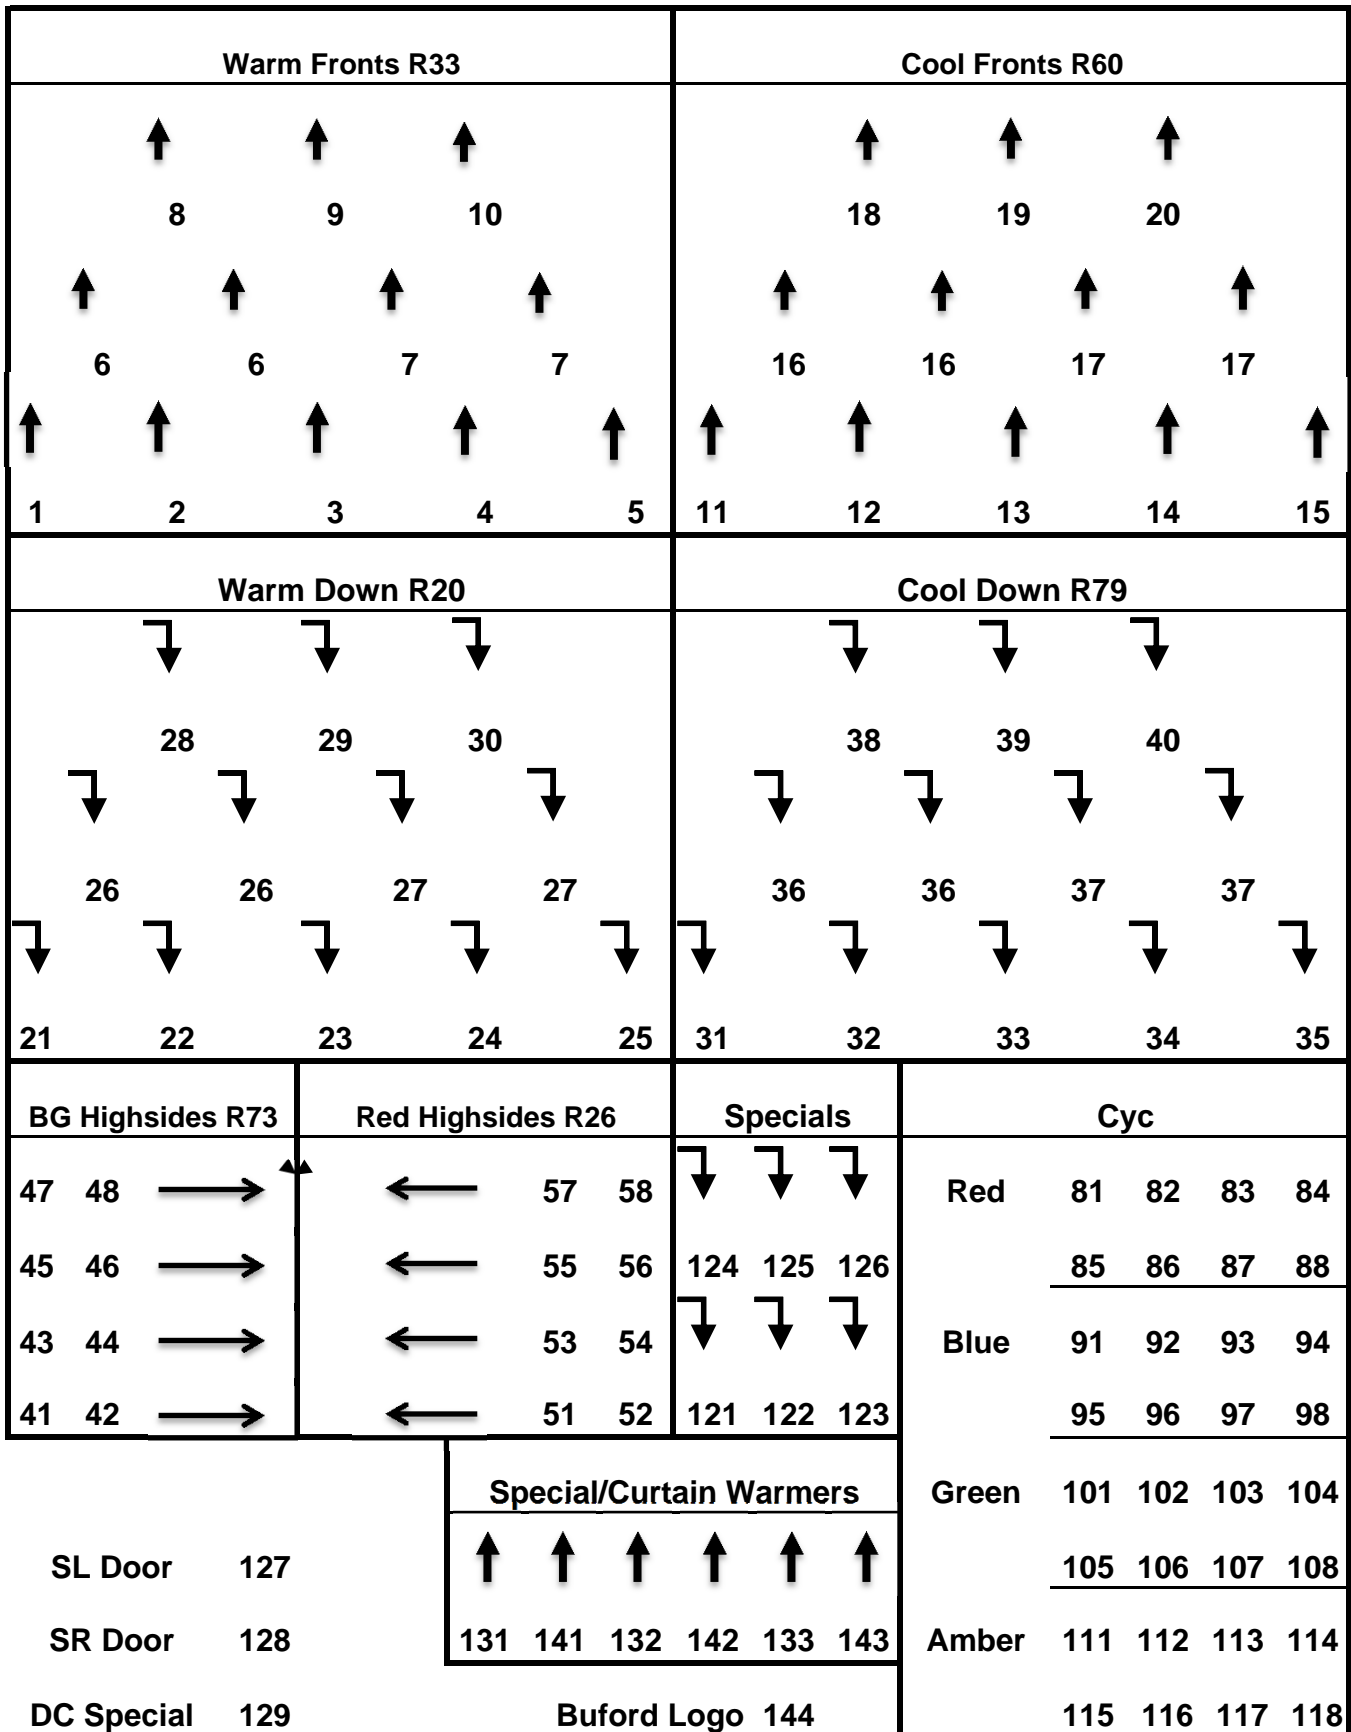 Warm Fronts R33
8 9 10
6 6 7 7
1 2 3 4 5
Cool Fronts R60
18 19 20
16 16 17 17
11 12 13 14 15
Warm Down R20
28 29 30
26 26 27 27
21 22 23 24 25
Cool Down R79
38 39 40
36 36 37 37
31 32 33 34 35
BG Highsides R73
47 48
45 46
43 44
41 42
Red Highsides R26
57 58
55 56
53 54
51 52
Specials
124 125 126
121 122 123
Cyc
Red 81 82 83 84
85 86 87 88
Blue 91 92 93 94
95 96 97 98
Green 101 102 103 104
105 106 107 108
Amber 111 112 113 114
115 116 117 118
Special/Curtain Warmers
131 141 132 142 133 143
SL Door 127
SR Door 128
DC Special 129
Buford Logo 144